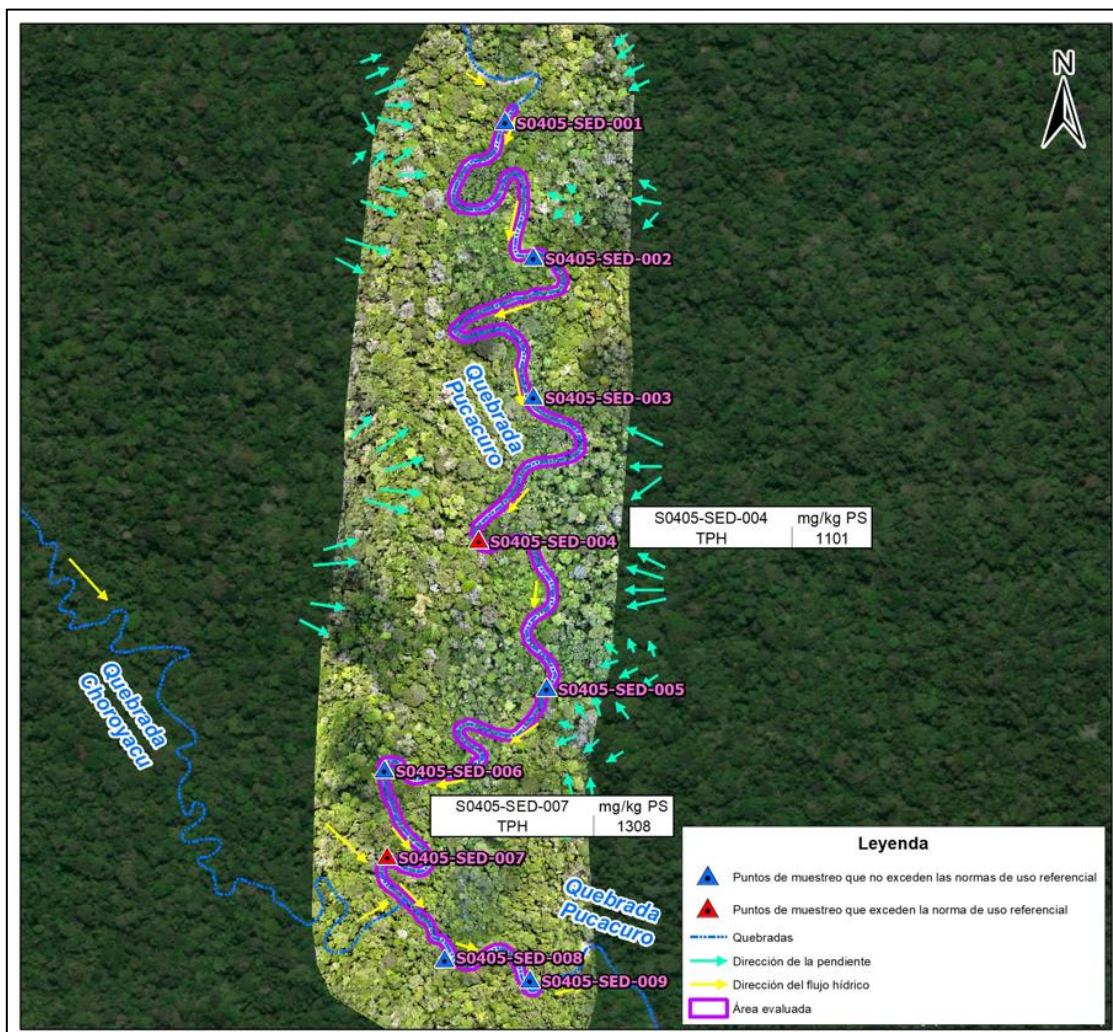 N
S0405-SED-001
S0405-SED-002
Quebrada
Pucacuro
S0405-SED-003
S0405-SED-004 mg/kg PS
TPH 1101
S0405-SED-004
Quebrada
Choroyacu
S0405-SED-005
S0405-SED-006
S0405-SED-007 mg/kg PS
TPH 1308
S0405-SED-007
Quebrada
Pucacuro
S0405-SED-008
S0405-SED-009
Leyenda
Puntos de muestreo que no exceden las normas de uso referencial
Puntos de muestreo que exceden la norma de uso referencial
Quebradas
Dirección de la pendiente
Dirección del flujo hídrico
Área evaluada